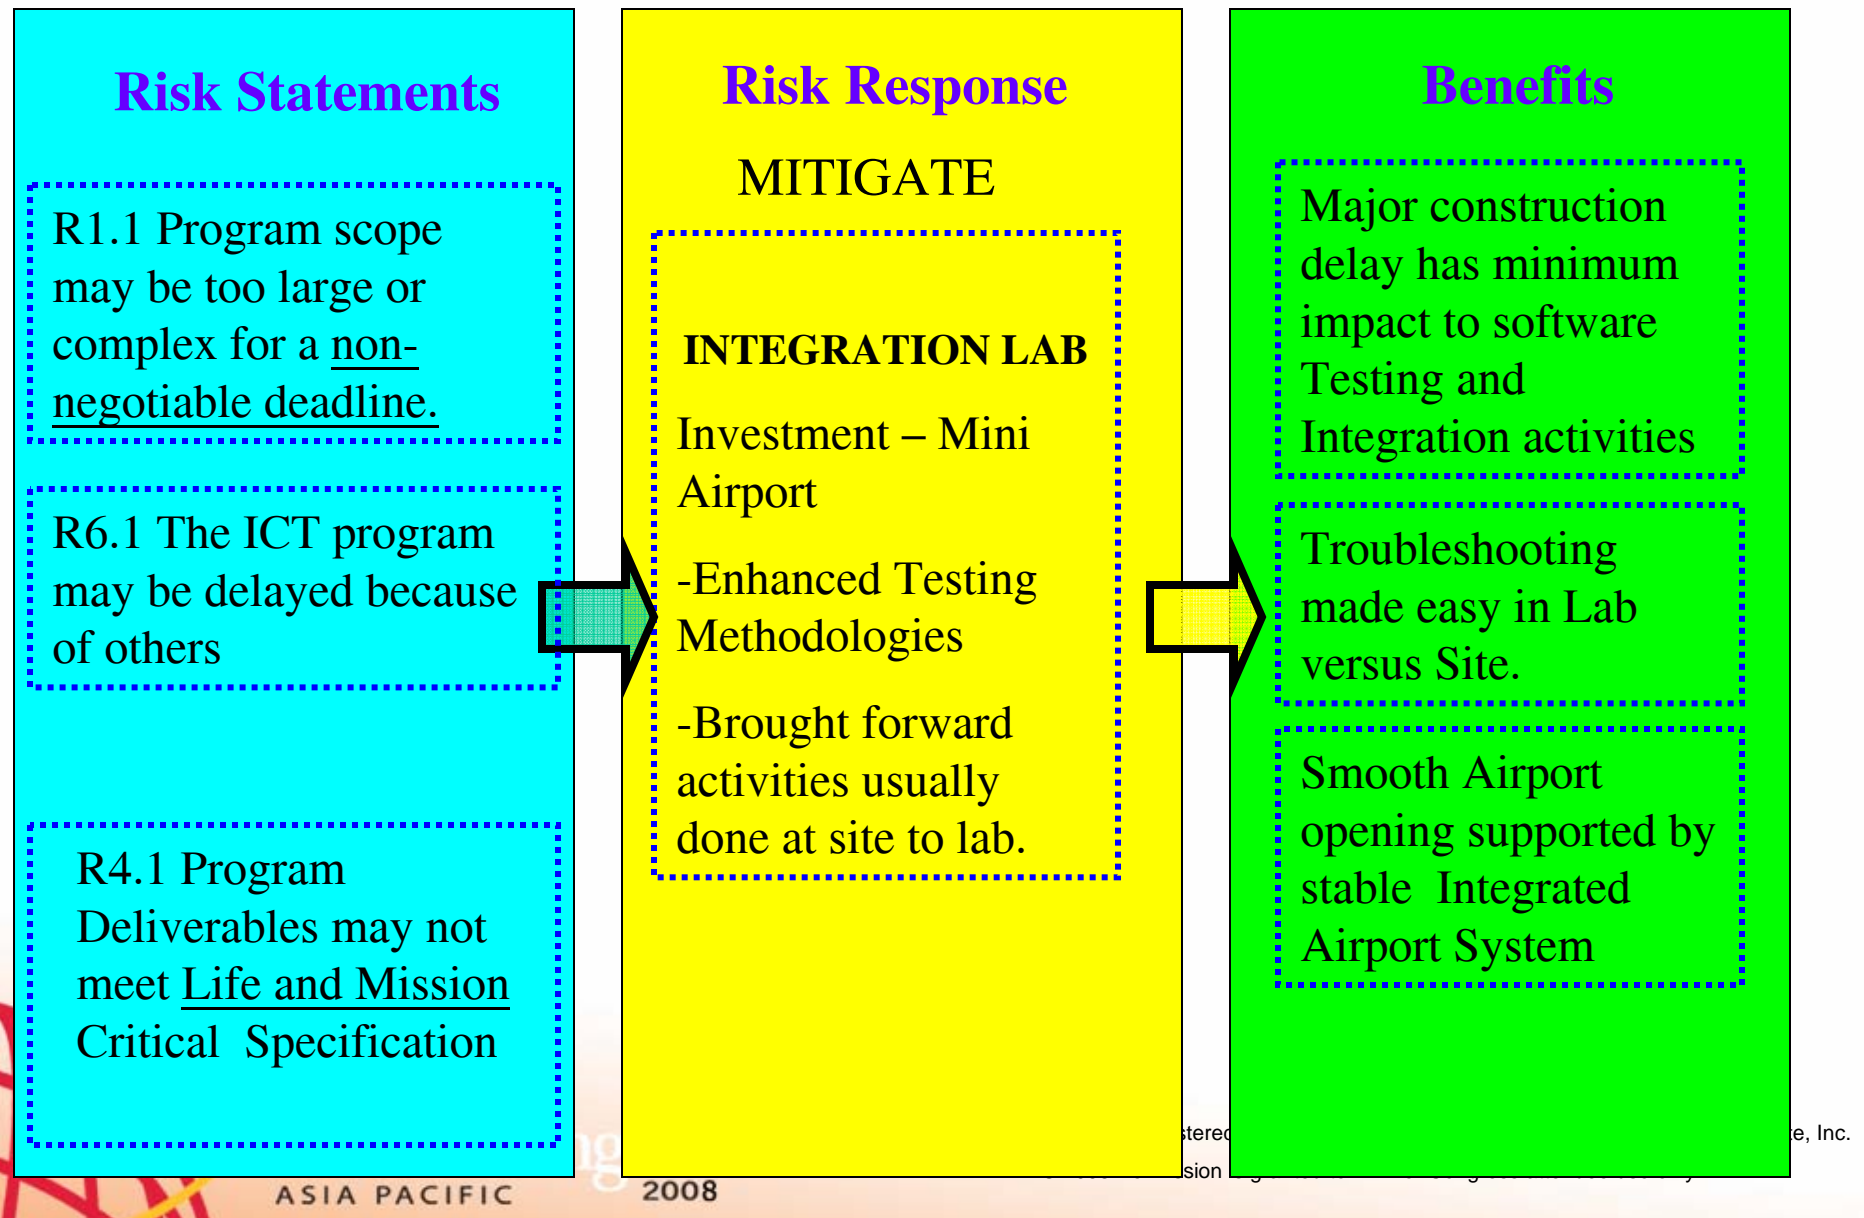 Risk Statements
R1.1 Program scope
may be too large or
complex for a non-
negotiable deadline.
R6.1 The ICT program
may be delayed because
of others
R4.1 Program
Deliverables may not
meet Life and Mission
Critical  Specification
Risk Response
MITIGATE
INTEGRATION LAB
Investment – Mini
Airport
-Enhanced Testing
Methodologies
-Brought forward
activities usually
done at site to lab.
Benefits
Major construction
delay has minimum
impact to software
Testing and
Integration activities
Troubleshooting
made easy in Lab
versus Site.
Smooth Airport
opening supported by
stable  Integrated
Airport System
Inc.
ASIA PACIFIC
2008